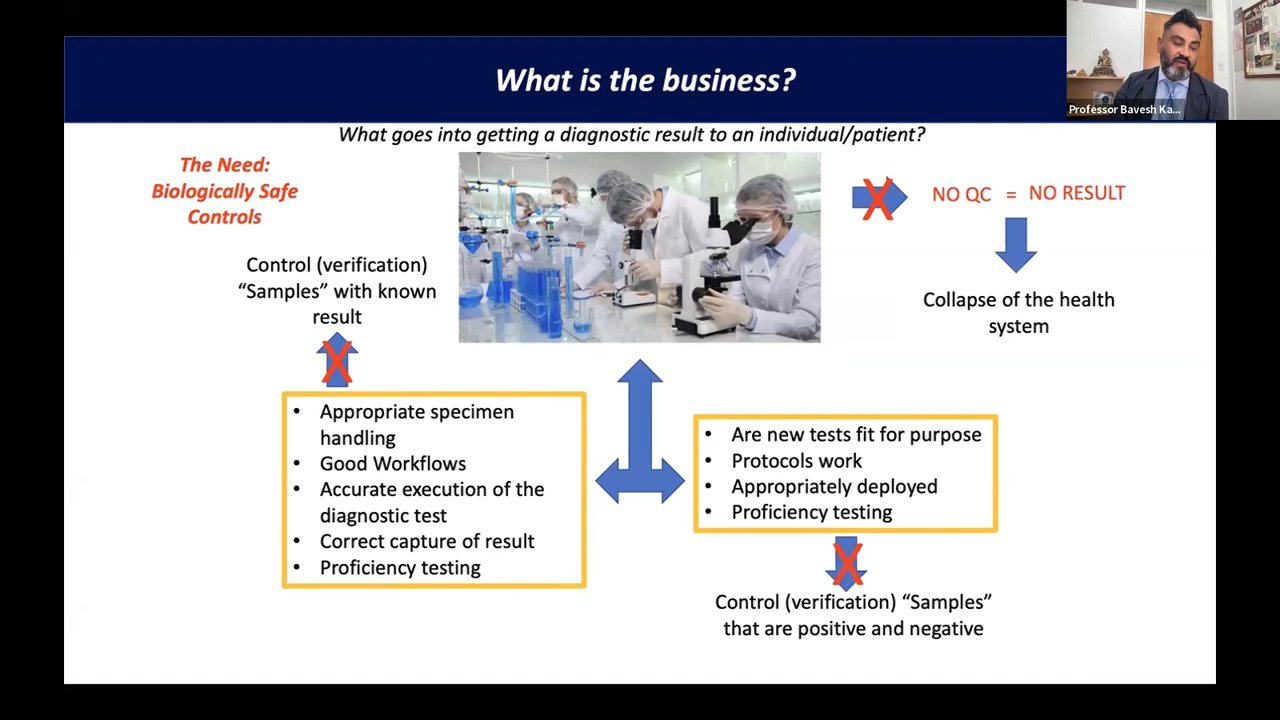 What is the business?
Professor Bavesh Ka...
What goes into getting a diagnostic result to an individual/patient?
The Need:
Biologically Safe
Controls
NO QC = NO RESULT
Control (verification)
“Samples” with known
result
Collapse of the health
system
X
X
• Appropriate specimen
handling
• Good Workflows
• Accurate execution of the
diagnostic test
• Correct capture of result
• Proficiency testing
• Are new tests fit for purpose
• Protocols work
• Appropriately deployed
• Proficiency testing
X
Control (verification) “Samples”
that are positive and negative